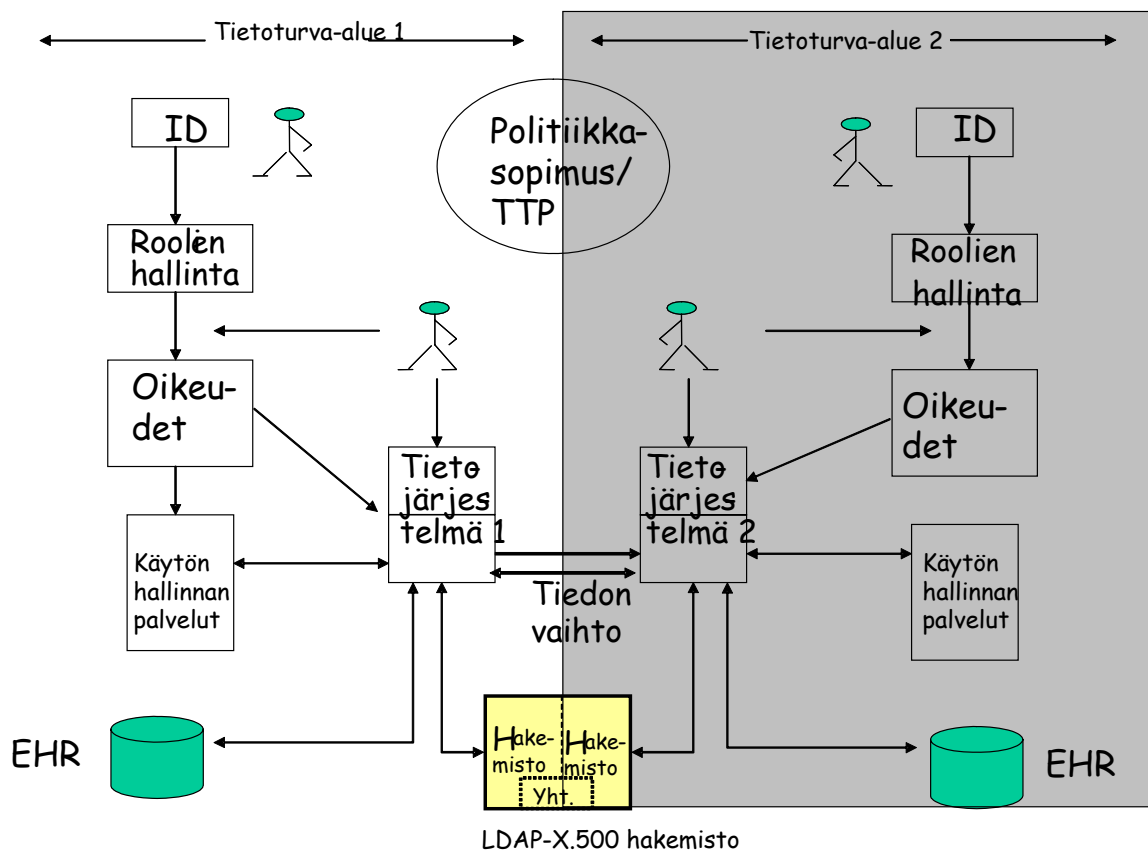 Tietoturva-alue 1
Tietoturva-alue 2
ID
Politiikka-
sopimus/
TTP
ID
Roolien
hallinta
Roolien
hallinta
Oikeu-
det
Oikeu-
det
Tieto
järjes
telmä 1
Tieto
järjes
telmä 2
Käytön
hallinnan
palvelut
Tiedon
vaihto
Käytön
hallinnan
palvelut
EHR
Hake-
misto
Hake-
misto
Yht.
EHR
LDAP-X.500 hakemisto